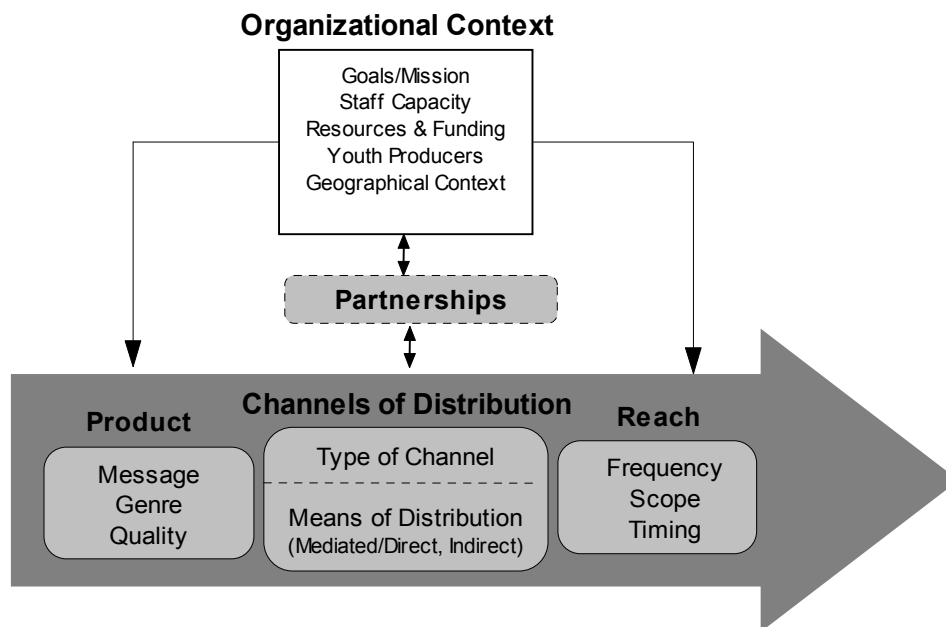 Organizational Context
Goals/Mission
Staff Capacity
Resources & Funding
Youth Producers
Geographical Context
Partnerships
Product
Message
Genre
Quality
Channels of Distribution
Type of Channel
Means of Distribution
(Mediated/Direct, Indirect)
Reach
Frequency
Scope
Timing